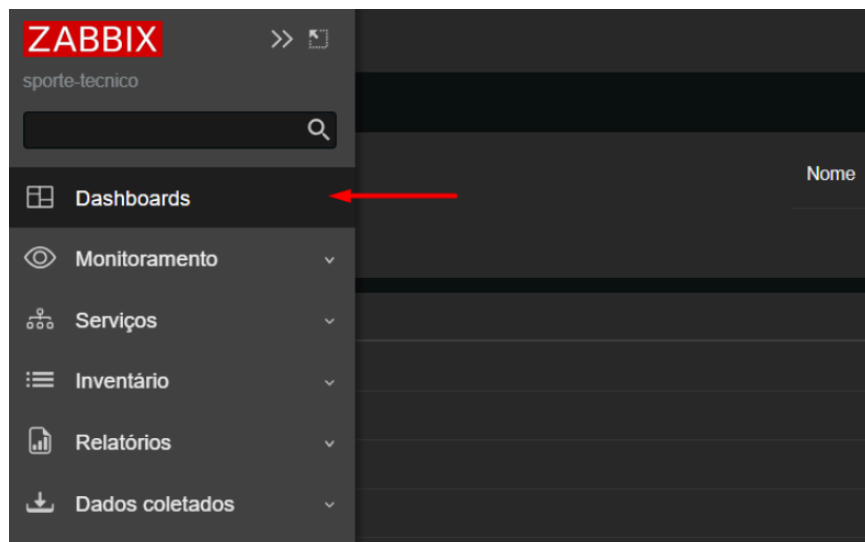 ZABBIX
sporte-tecnico
Dashboards
Nome
Monitoramento
Serviços
Inventário
Relatórios
Dados coletados